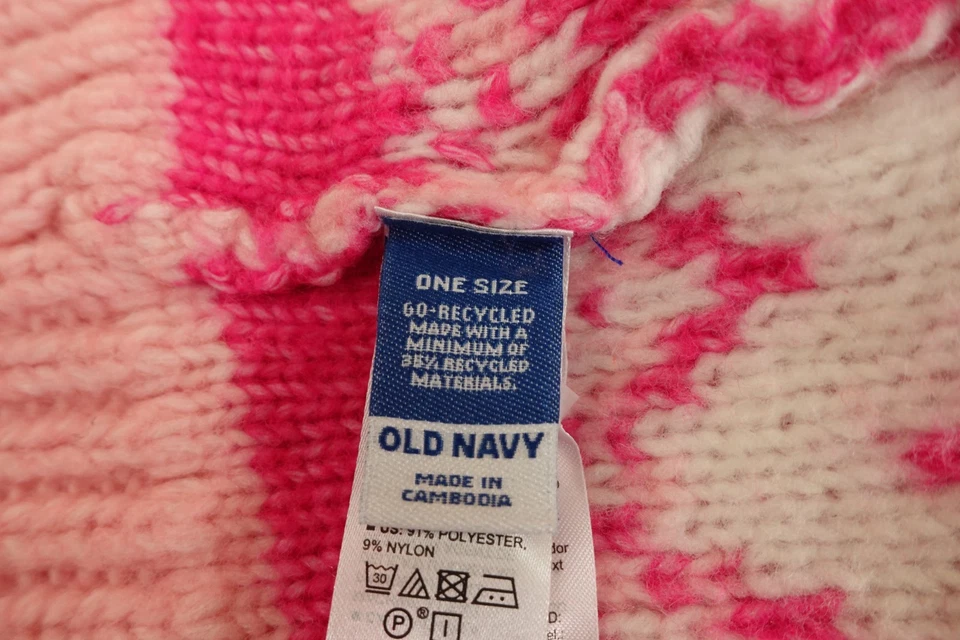 ONE SIZE
GO-RECYCLED
MADE WITH A
MINIMUM OF
35% RECYCLED
MATERIALS.
OLD NAVY
MADE IN
CAMBODIA
US: 91% POLYESTER,
9% NYLON
30
P ®